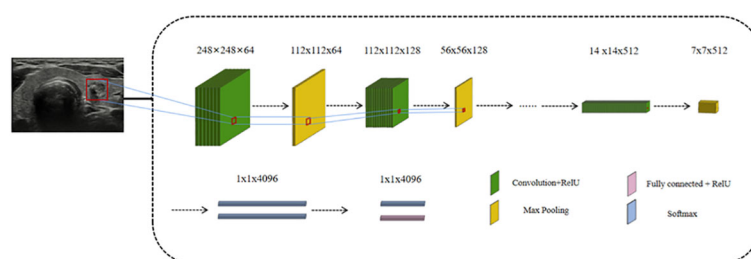 248×248×64
112x112x64
112x112x128
56x56x128
14 x14x512
7x7x512
......
1x1x4096
1x1x4096
Convolution+RelU
Fully connected + RelU
Max Pooling
Softmax